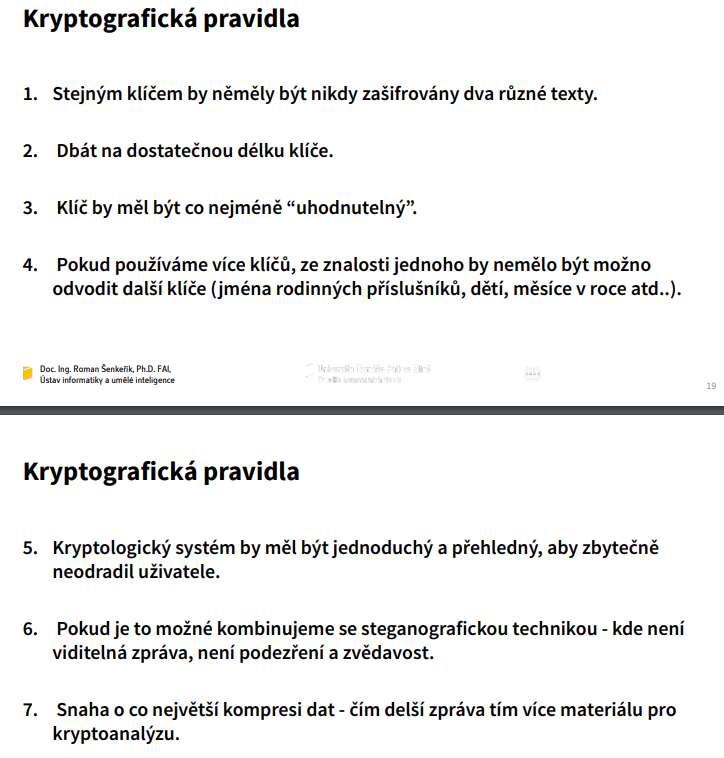 Kryptografická pravidla
1. Stejným klíčem by něměly být nikdy zašifrovány dva různé texty.
2. Dbát na dostatečnou délku klíče.
3. Klíč by měl být co nejméně “uhodnutelný”.
4. Pokud používáme více klíčů, ze znalosti jednoho by nemělo být možno
odvodit další klíče (jména rodinných příslušníků, dětí, měsíce v roce atd..).
Doc. Ing. Roman Šenkeřík, Ph.D. FAI,
Ústav informatiky a umělé inteligence
Univerzita Tomáše Bati ve Zlíně
Fakulta aplikované informatiky
19
Kryptografická pravidla
5. Kryptologický systém by měl být jednoduchý a přehledný, aby zbytečně
neodradil uživatele.
6. Pokud je to možné kombinujeme se steganografickou technikou - kde není
viditelná zpráva, není podezření a zvědavost.
7. Snaha o co největší kompresi dat - čím delší zpráva tím více materiálu pro
kryptoanalýzu.